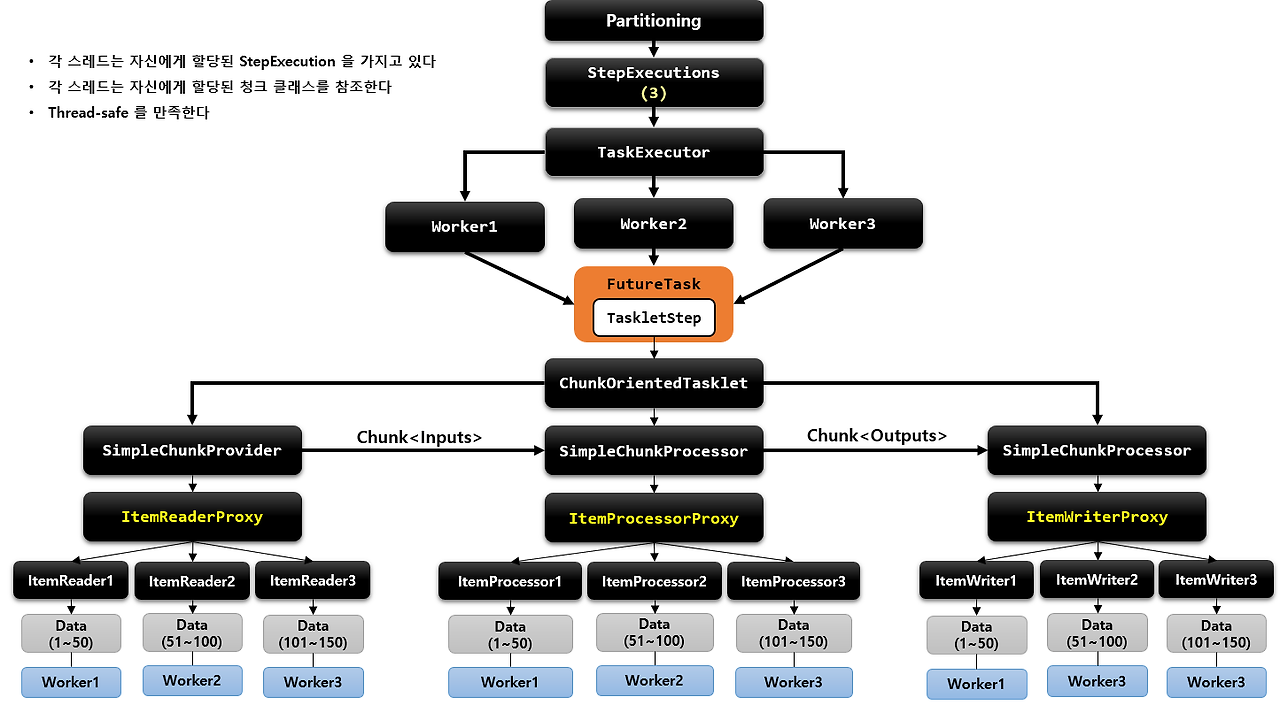 Partitioning
• 각 스레드는 자신에게 할당된 StepExecution 을 가지고 있다
• 각 스레드는 자신에게 할당된 청크 클래스를 참조한다
• Thread-safe 를 만족한다
StepExecutions
(3)
TaskExecutor
Worker1
Worker2
Worker3
FutureTask
TaskletStep
ChunkOrientedTasklet
SimpleChunkProvider
Chunk<Inputs>
SimpleChunkProcessor
Chunk<Outputs>
SimpleChunkProcessor
ItemReaderProxy
ItemProcessorProxy
ItemWriterProxy
ItemReader1
ItemReader2
ItemReader3
ItemProcessor1
ItemProcessor2
ItemProcessor3
ItemWriter1
ItemWriter2
ItemWriter3
Data
(1~50)
Data
(51~100)
Data
(101~150)
Data
(1~50)
Data
(51~100)
Data
(101~150)
Data
(1~50)
Data
(51~100)
Data
(101~150)
Worker1
Worker2
Worker3
Worker1
Worker2
Worker3
Worker1
Worker3
Worker3